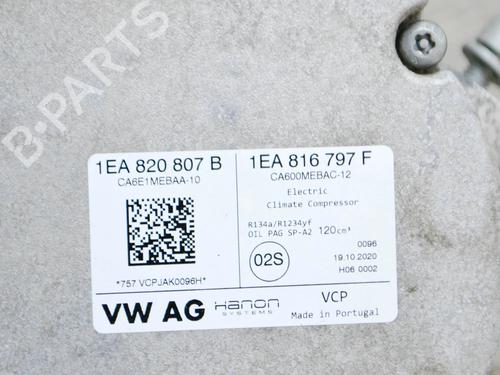 B-PARTS
1EA 820 807 B
CA6E1MEBAA-10
*757 VCPJAK0096H*
1EA 816 797 F
CA600MEBAC-12
Electric
Climate Compressor
R134a/R1234yf
OIL PAG SP-A2 120cm³
02S
0096
19.10.2020
H06 0002
VW AG
Hanon
SYSTEMS
VCP
Made in Portugal